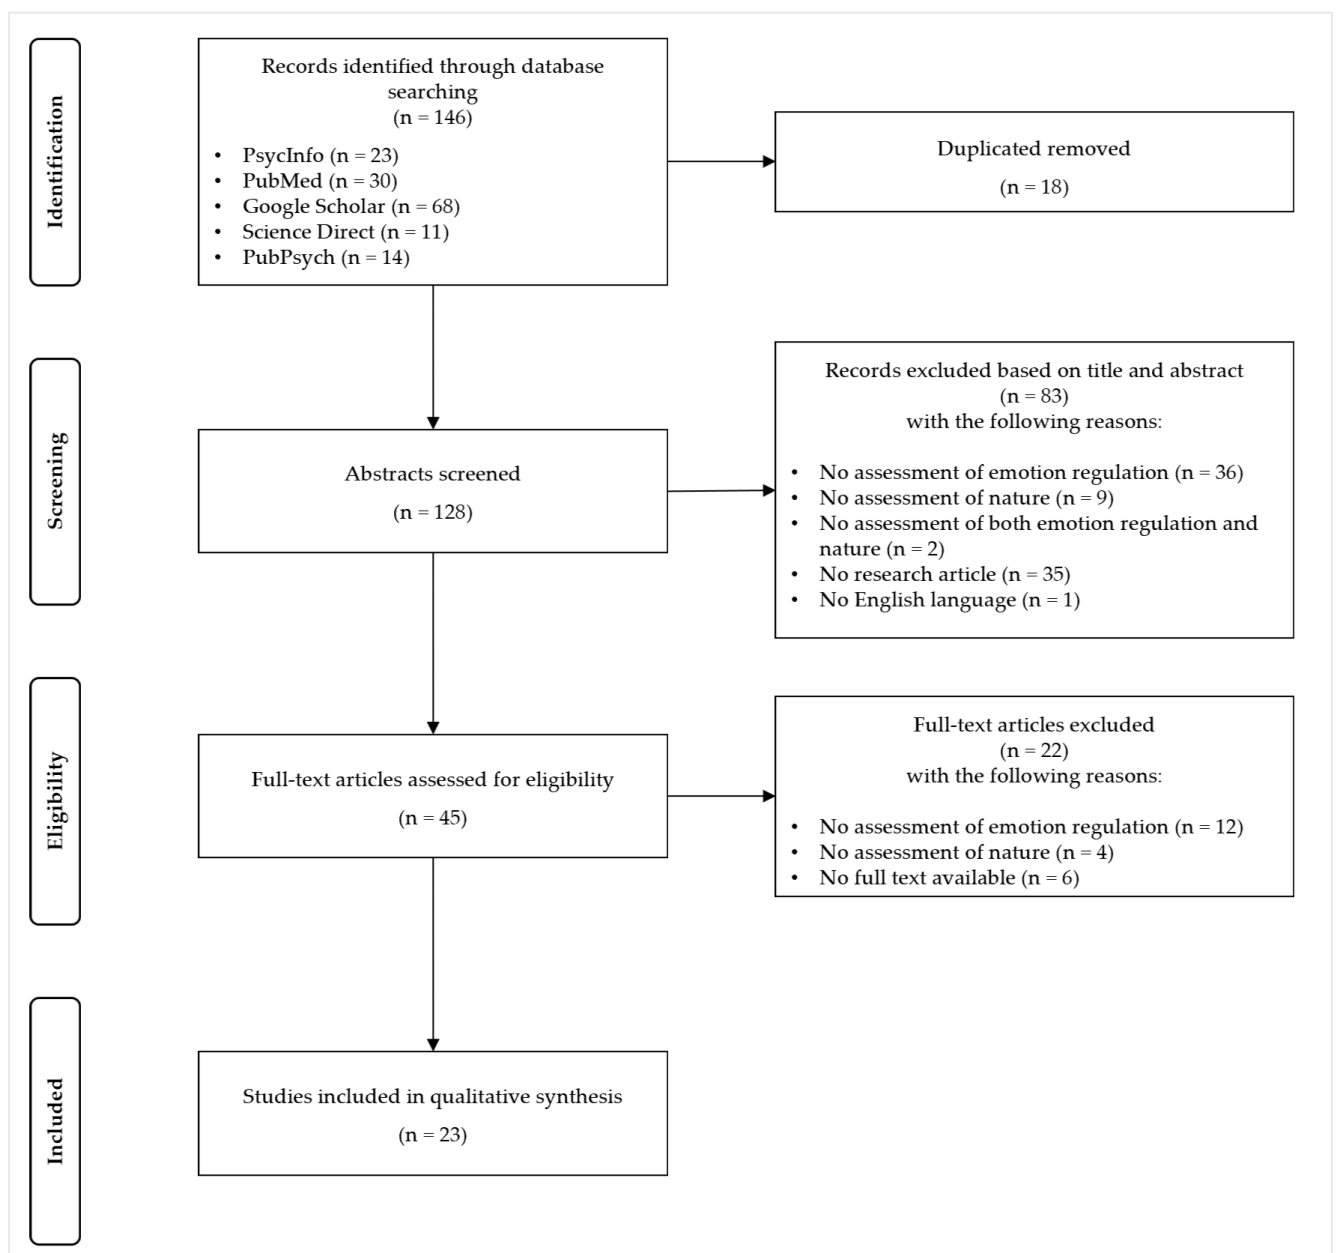 Identification
Records identified through database
searching
(n = 146)
• PsycInfo (n = 23)
• PubMed (n = 30)
• Google Scholar (n = 68)
• Science Direct (n = 11)
• PubPsych (n = 14)
Duplicated removed
(n = 18)
Screening
Abstracts screened
(n = 128)
Records excluded based on title and abstract
(n = 83)
with the following reasons:
• No assessment of emotion regulation (n = 36)
• No assessment of nature (n = 9)
• No assessment of both emotion regulation and
nature (n = 2)
• No research article (n = 35)
• No English language (n = 1)
Eligibility
Full-text articles assessed for eligibility
(n = 45)
Full-text articles excluded
(n = 22)
with the following reasons:
• No assessment of emotion regulation (n = 12)
• No assessment of nature (n = 4)
• No full text available (n = 6)
Included
Studies included in qualitative synthesis
(n = 23)